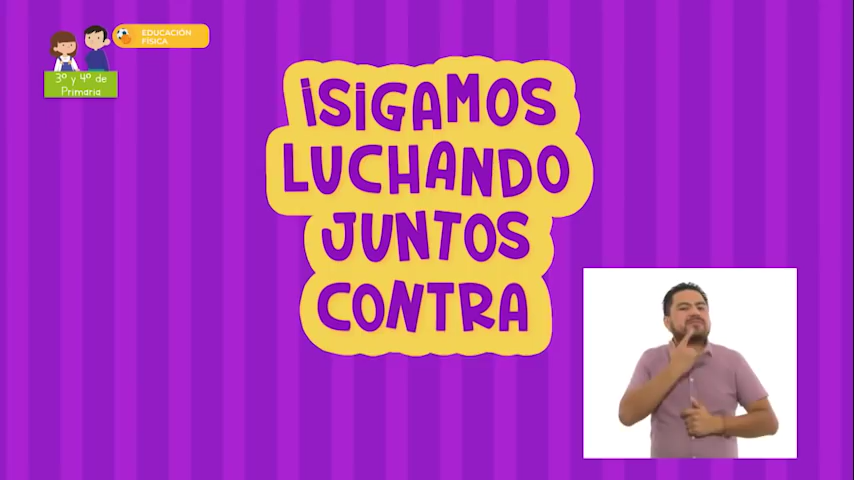 EDUCACIÓN
FÍSICA
3º y 4º de
Primaria
¡SIGAMOS
LUCHANDO
JUNTOS
CONTRA